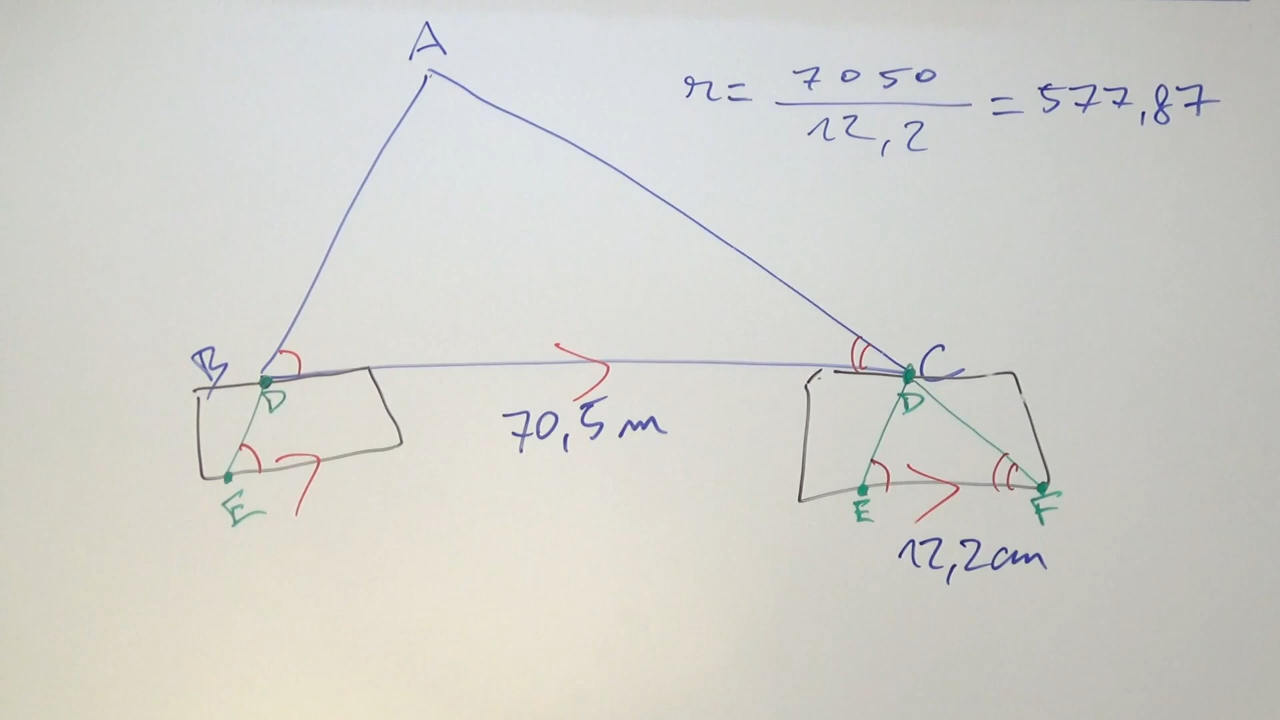 A
r = 7050 / 12,2 = 577,87
B
C
D
D
70,5 m
E
E
F
12,2 cm